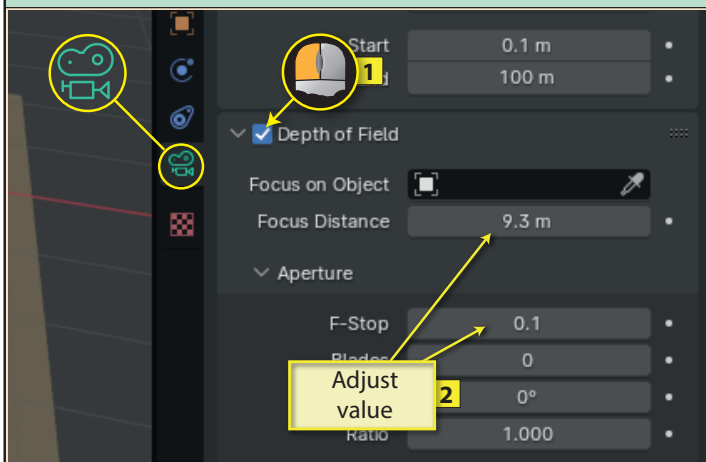 Start 0.1 m
1
100 m
Depth of Field
Focus on Object
Focus Distance 9.3 m
Aperture
F-Stop 0.1
0
Adjust
value
2
0°
Ratio 1.000